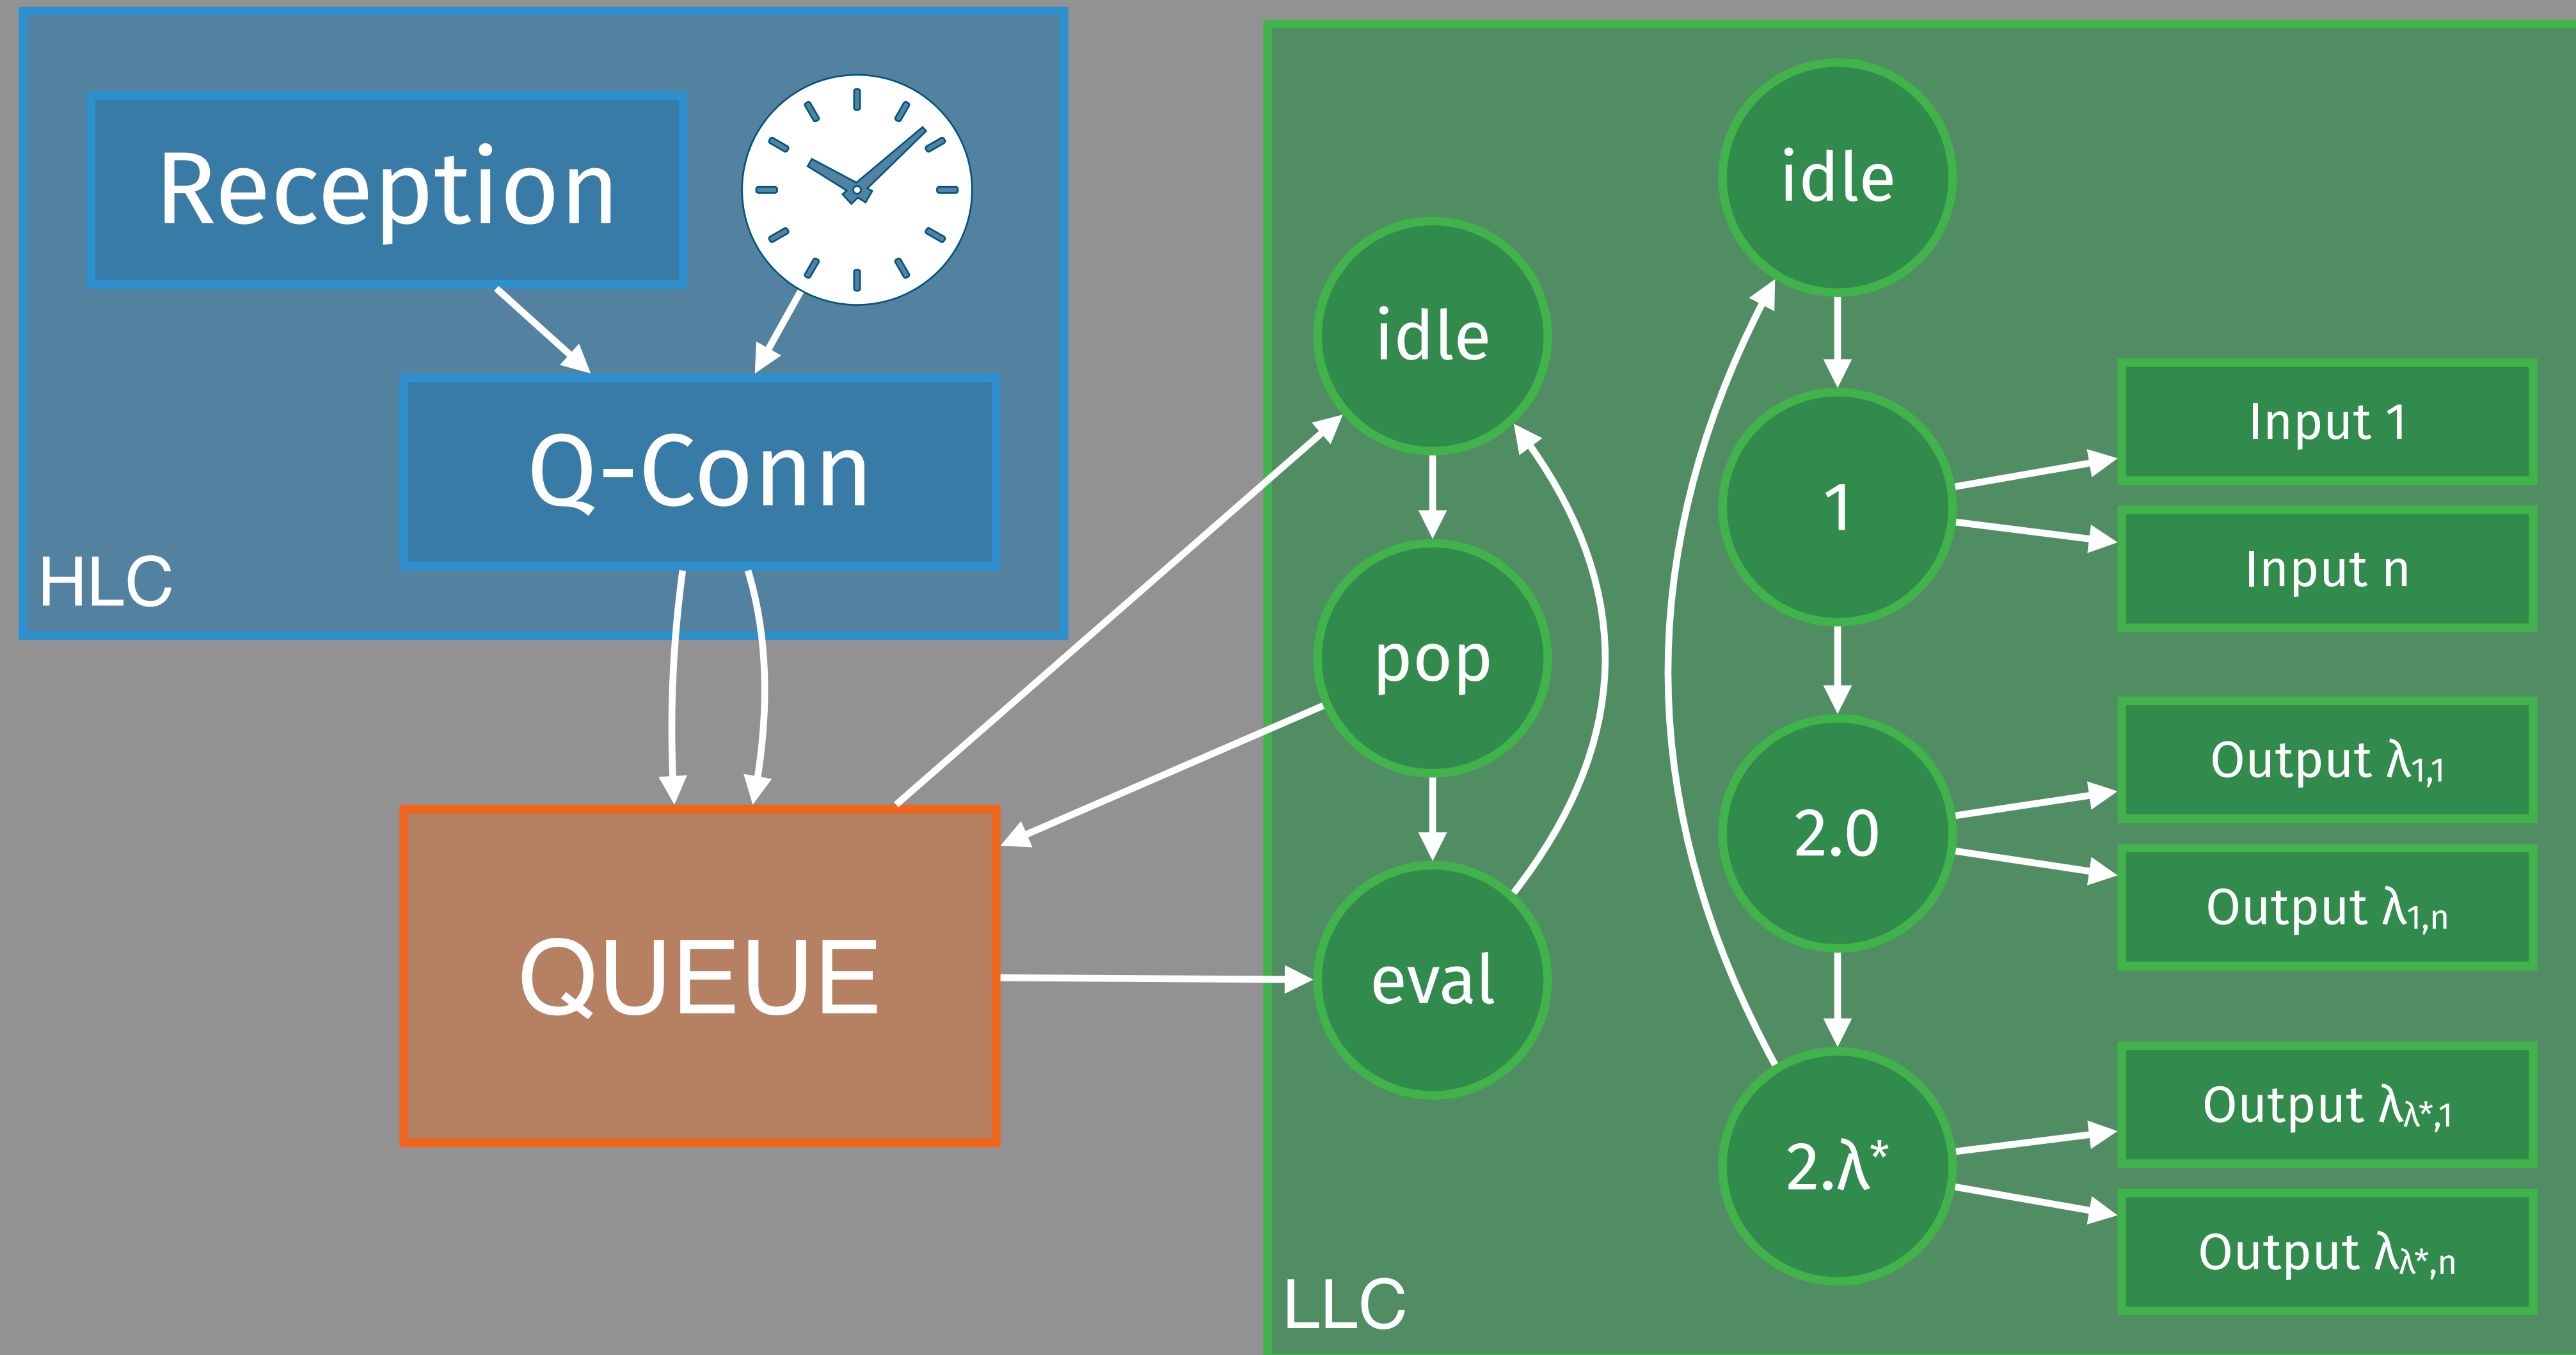 Reception
Q-Conn
HLC
QUEUE
idle
pop
eval
idle
1
2.0
2.λ*
Input 1
Input n
Output λ1,1
Output λ1,n
Output λλ*,1
Output λλ*,n
LLC